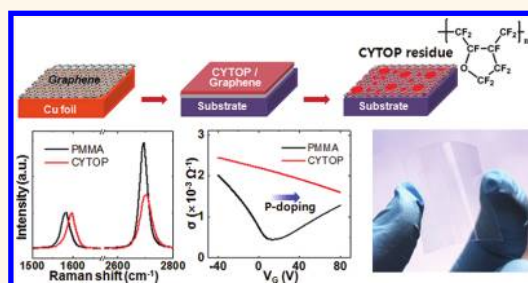 Graphene
Cu foil
CYTOP /
Graphene
Substrate
CYTOP residue
Substrate
CF₂ CF₂
CF CF n
O CF₂
CF₂
PMMA
CYTOP
Intensity(a.u.)
1500 1600 2600 2800
Raman shift(cm⁻¹)
PMMA
CYTOP
P-doping
σ (×10⁻³ Ω⁻¹)
3
2
1
0
-40 0 40 80
V_G (V)